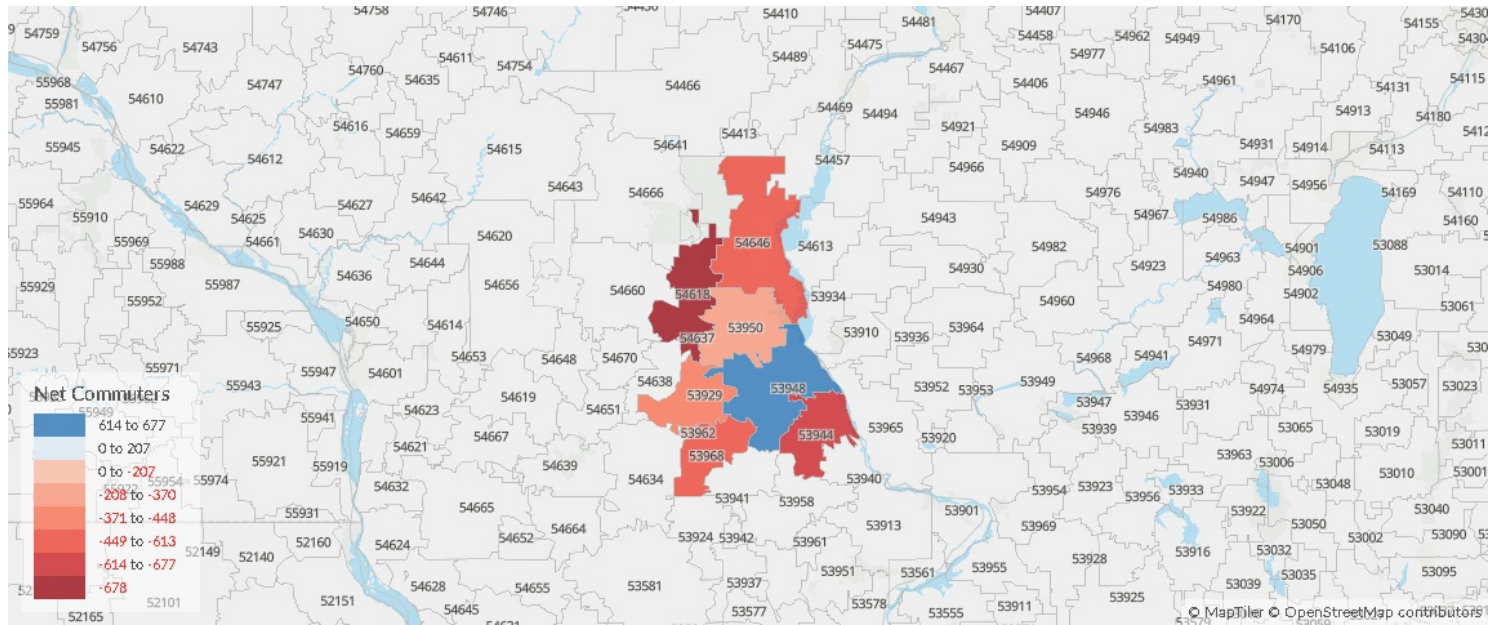 54758 54746 54410 54481 54407 54170 54155
54759 54756 54743 54611 54754 54475 54458 54962 54949 54106 54304
54760 54489 54977
55968 54747 54635 54466 54467 54406 54961 54131 54115
55981 54610 54469 54494 54946 54913 54180
54616 54659 54413 54921 54983
55945 54622 54641 54909 54931 54914 54113
54612 54615 54457 54966
54643 54666 54940 54947 54956 54169 54110
55964 54629 54627 54642 54976
55910 54625 54943 54967 54986 54160
55969 54661 54630 54620 54646 54613 54982 54901 53088
55988 54644 54930 54923 54963 54906 53014
55929 55987 54636 54656 54660 54618 54980 54902
55952 53934 54960 53061
55925 54650 54614 53950 53910 53936 53964 54964
54637 54971 53049
55923 54653 54648 54670 54968 54941 54979
55971 55947 54601
55943 54638 53952 53953 53949 54974 54935 53057 53023
Net Commuters
614 to 677
0 to 207
0 to -207
-208 to -370
-371 to -448
-449 to -613
-614 to -677
-678
53929 53948 53947
55949 55941 54623 54619 54651 53946 53931
54667 53962 53944 53965 53920 53939 53065 53019
54621 53968 53011
55921 55919 54639 53963 53006
55954 55974 54632 54634 53940 53954 53923 53956 53933 53048 53010 53001
53941 53958
55931 54665 53901 53922 53040
54664 53913 53969 53050
52160 54624 54652 53924 53942 53961 53002 53090
52149 52140 53928 53916 53032
53951 53561 53955 53035 53095
54628 54655 53581 53937 53039
52101 52151 53578 53925
52165 54645 53577 53555 53911
© MapTiler © OpenStreetMap contributors